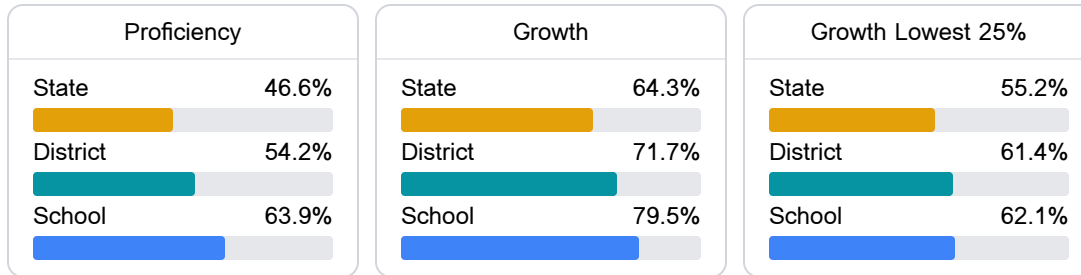 Proficiency
State 46.6%
District 54.2%
School 63.9%
Growth
State 64.3%
District 71.7%
School 79.5%
Growth Lowest 25%
State 55.2%
District 61.4%
School 62.1%